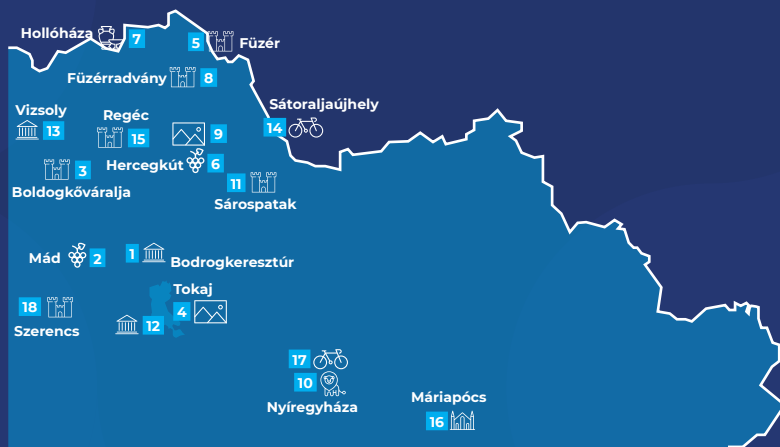 Hollóháza 7
5 Füzér
Füzérradvány 8
Vizsoly
13
Regéc
15
9
Sátoraljaújhely
14
3
Boldogkőváralja
Hercegkút 6
11
Sárospatak
Mád 2
1 Bodrogkeresztúr
Tokaj
4
18
Szerencs
12
17
10
Nyíregyháza
Máriapócs
16